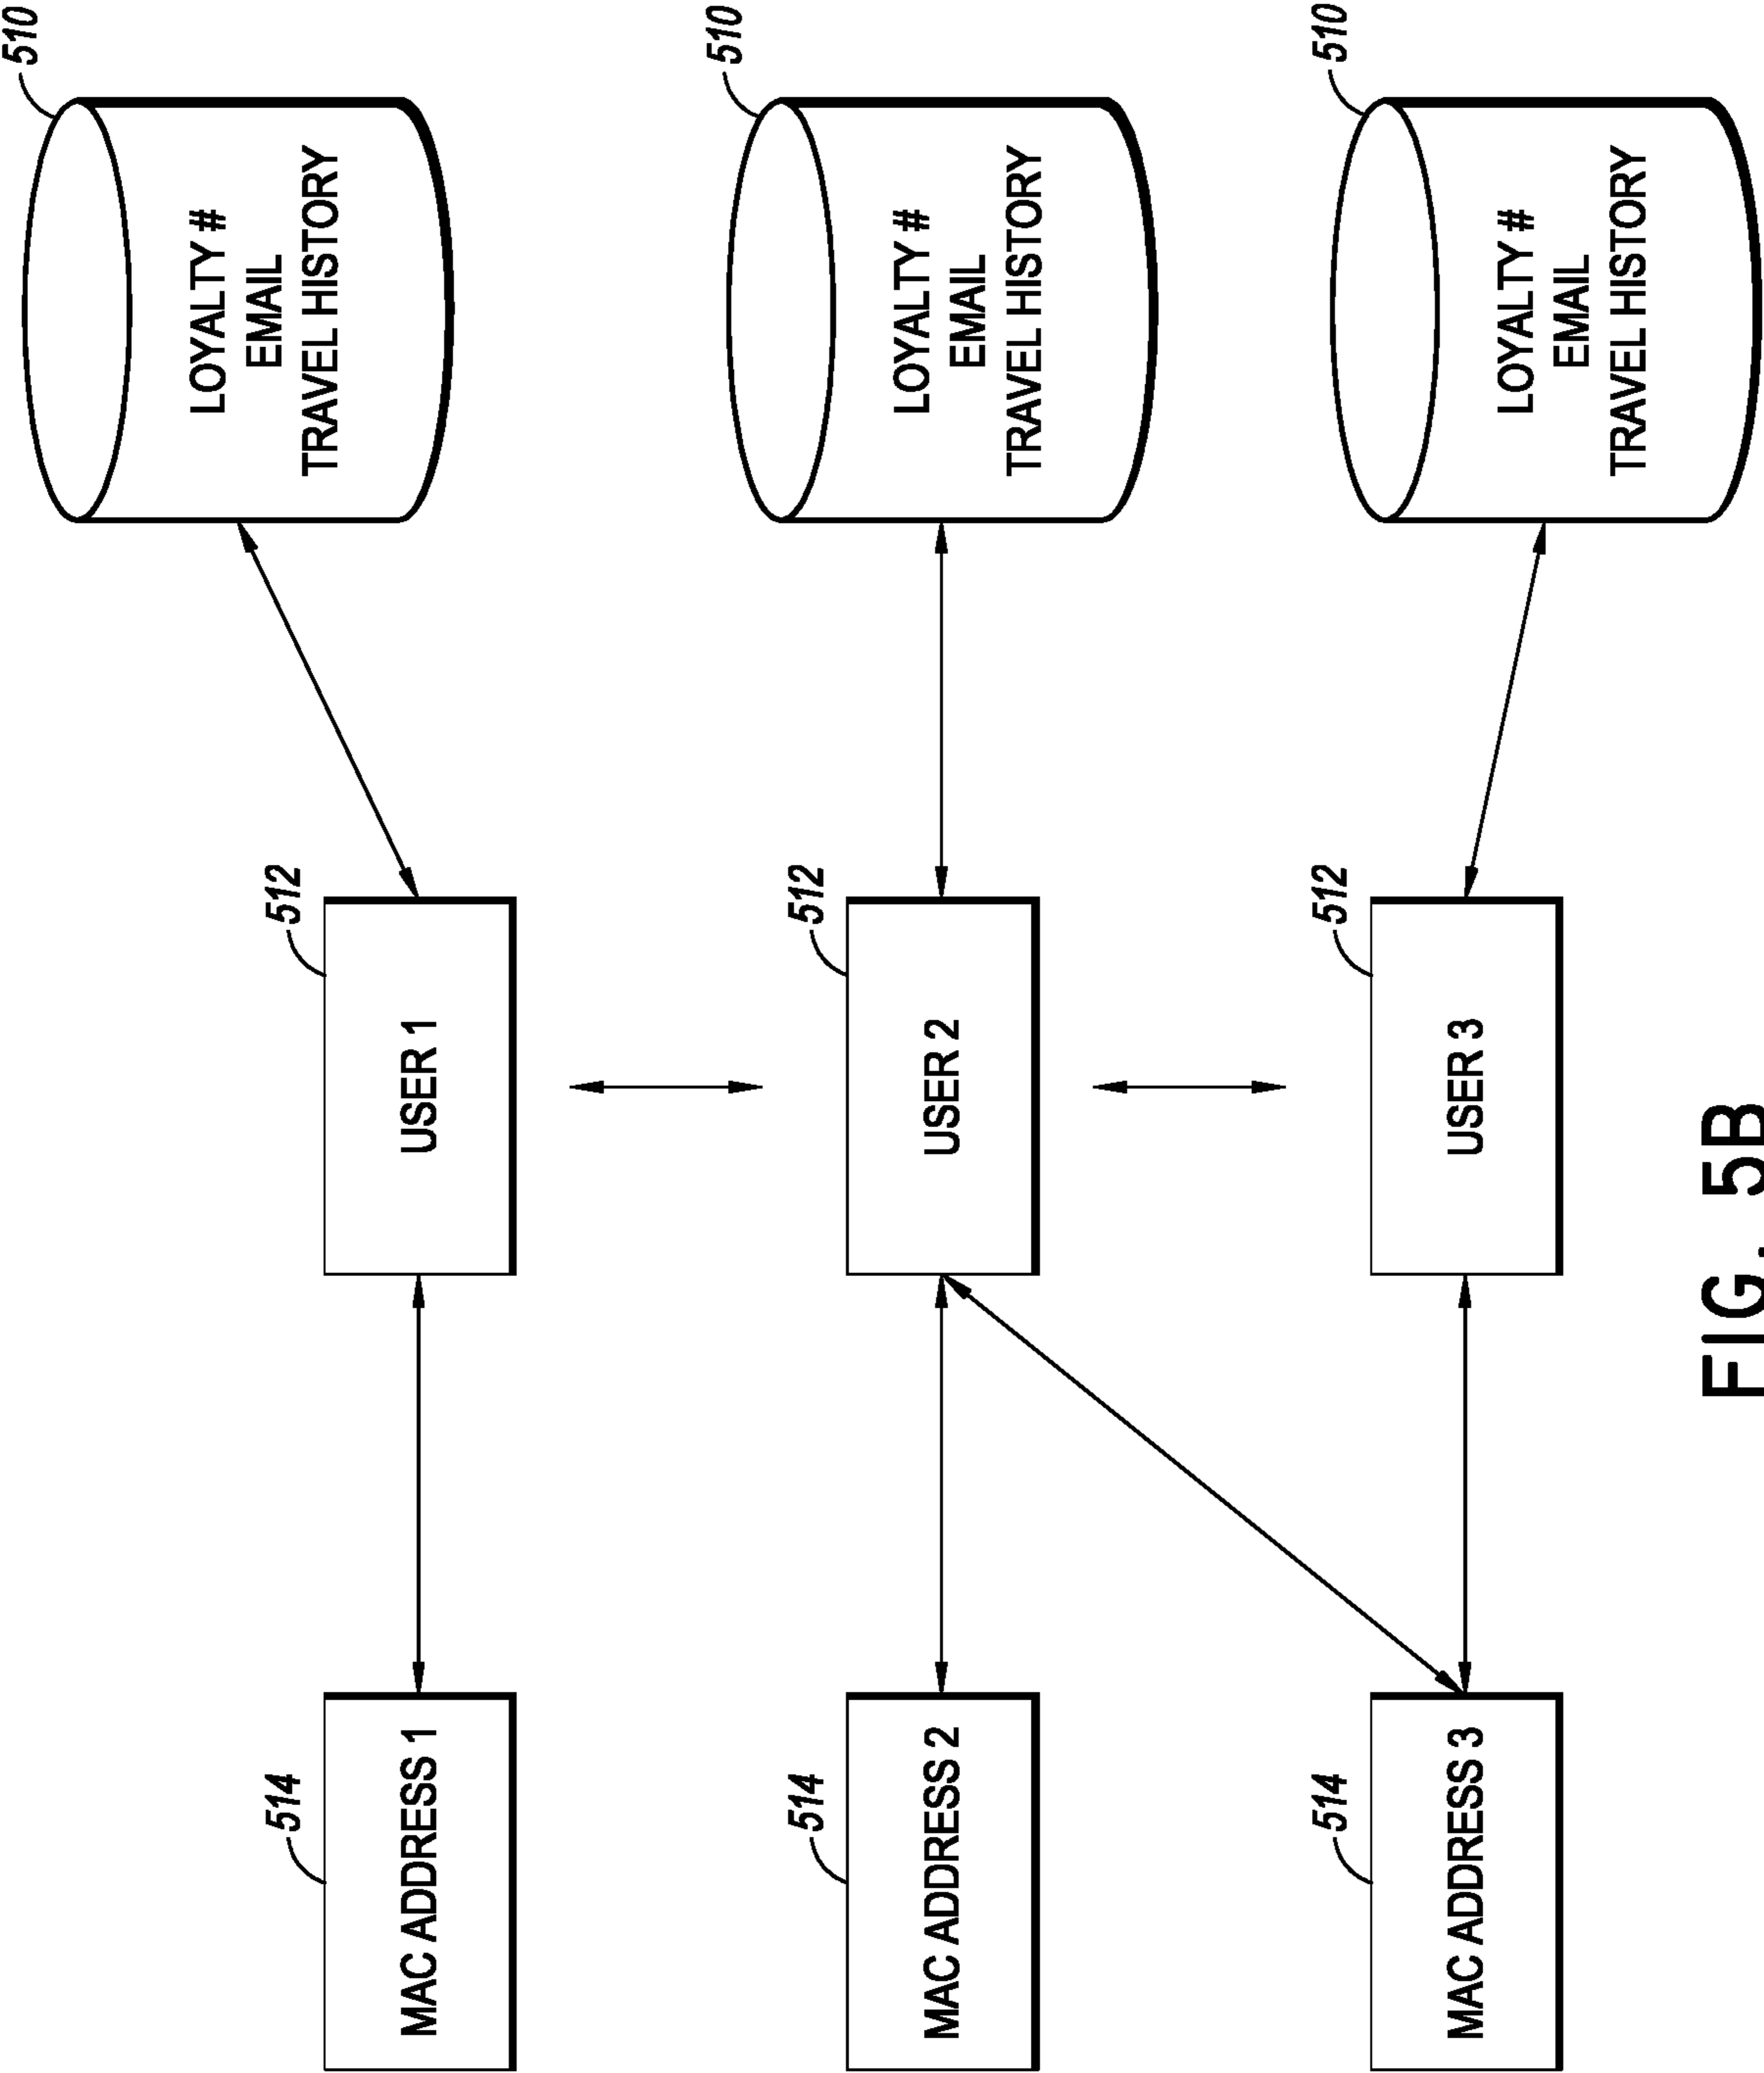 514
MAC ADDRESS 1
512
USER 1
510
LOYALTY #
EMAIL
TRAVEL HISTORY
514
MAC ADDRESS 2
512
USER 2
510
LOYALTY #
EMAIL
TRAVEL HISTORY
514
MAC ADDRESS 3
512
USER 3
510
LOYALTY #
EMAIL
TRAVEL HISTORY
FIG. 5B